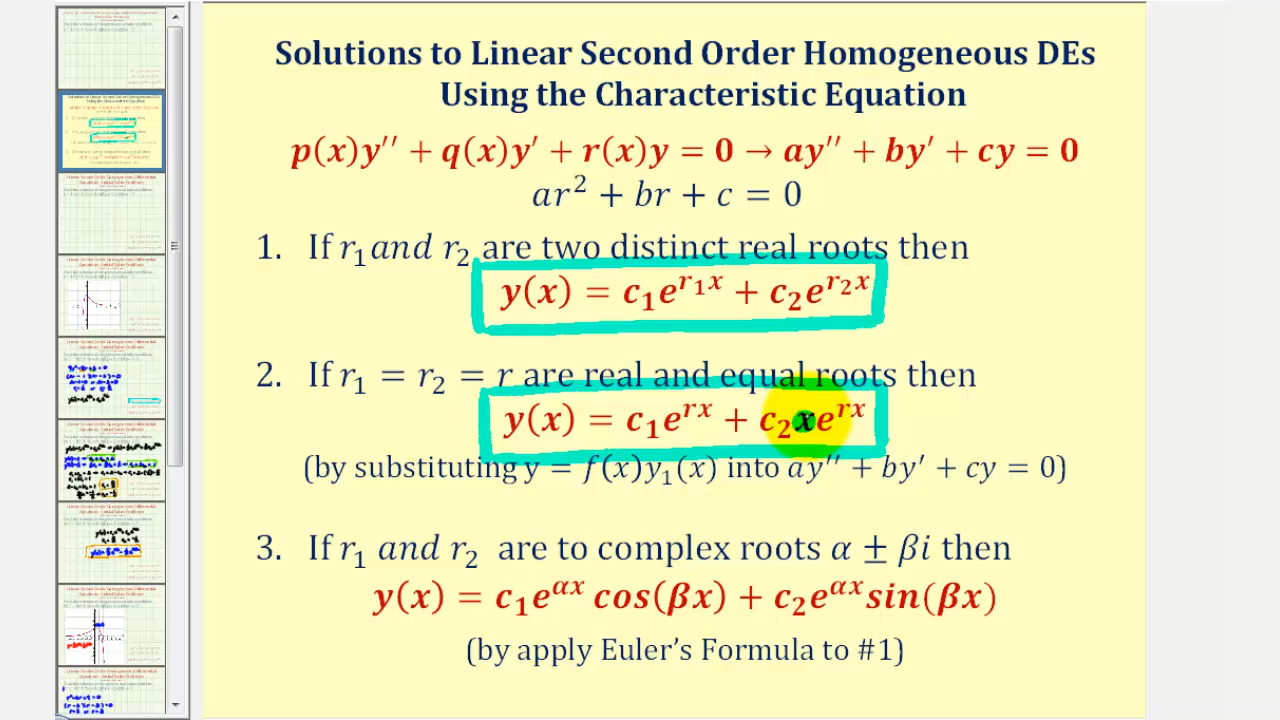 Solutions to Linear Second Order Homogeneous DEs
Using the Characteristic Equation
p(x)y′′ + q(x)y′ + r(x)y = 0 → ay′′ + by′ + cy = 0
ar² + br + c = 0
1. If r₁ and r₂ are two distinct real roots then
y(x) = c₁e^{r₁x} + c₂e^{r₂x}
2. If r₁ = r₂ = r are real and equal roots then
y(x) = c₁e^{rx} + c₂xe^{rx}
(by substituting y = f(x)y₁(x) into ay′′ + by′ + cy = 0)
3. If r₁ and r₂ are to complex roots α ± βi then
y(x) = c₁e^{αx} cos(βx) + c₂e^{αx}sin(βx)
(by apply Euler's Formula to #1)